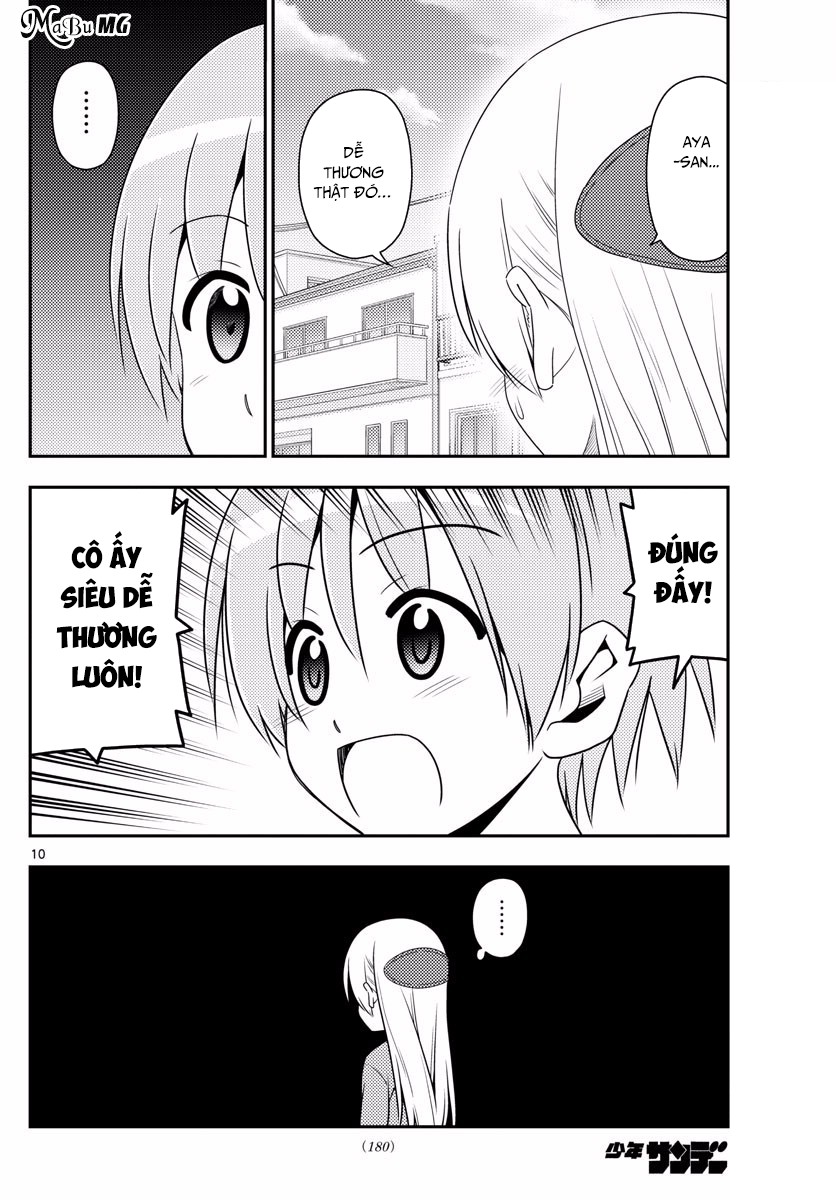 MaBu MG
AYA
-SAN...
DỄ
THƯƠNG
THẬT ĐÓ...
......
ĐÚNG
ĐẤY!
CÔ ẤY
SIÊU DỄ
THƯƠNG
LUÔN!
10
......
(180)
少年サンデー